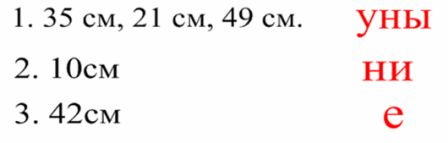 1. 35 см, 21 см, 49 см. уны
2. 10см ни
3. 42см е